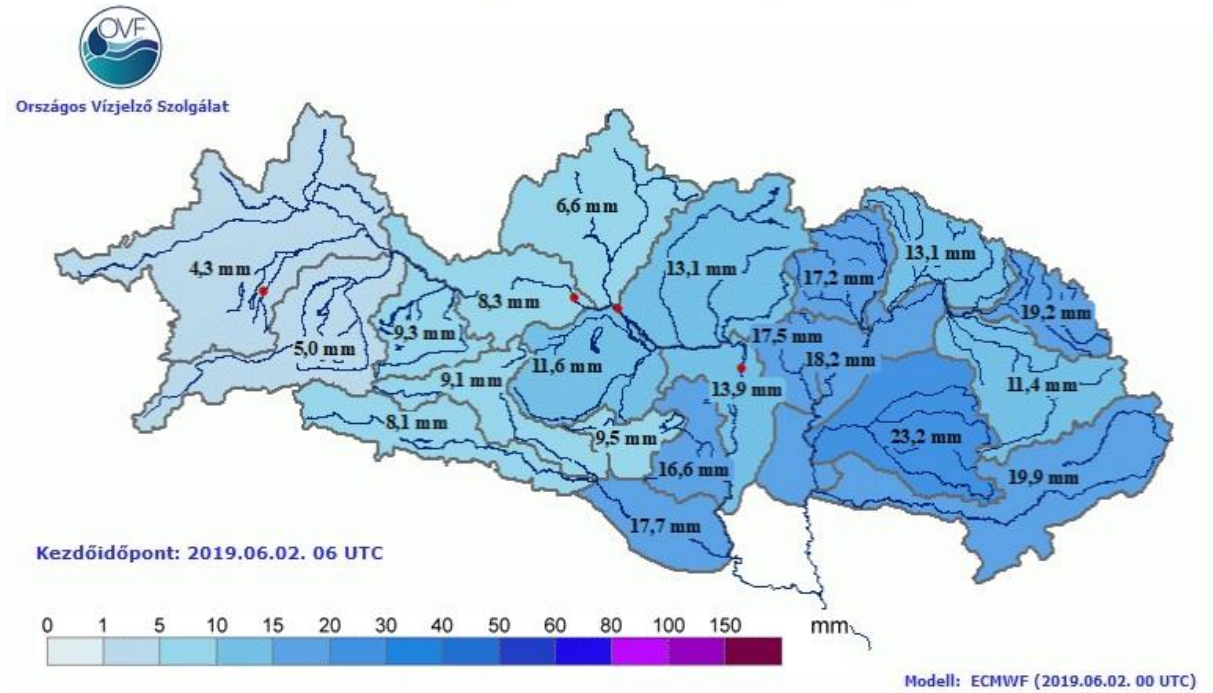 OVF
Országos Vízjelző Szolgálat
6,6 mm
4,3 mm
13,1 mm
13,1 mm
17,2 mm
8,3 mm
19,2 mm
9,3 mm
5,0 mm
17,5 mm
18,2 mm
11,6 mm
9,1 mm
13,9 mm
11,4 mm
8,1 mm
9,5 mm
23,2 mm
16,6 mm
19,9 mm
17,7 mm
Kezdőidőpont: 2019.06.02. 06 UTC
0 1 5 10 15 20 30 40 50 60 80 100 150 mm
Modell: ECMWF (2019.06.02. 00 UTC)